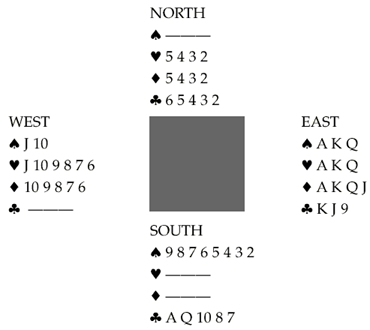 NORTH
♠ ———
♥ 5 4 3 2
♦ 5 4 3 2
♣ 6 5 4 3 2
WEST
♠ J 10
♥ J 10 9 8 7 6
♦ 10 9 8 7 6
♣ ———
EAST
♠ A K Q
♥ A K Q
♦ A K Q J
♣ K J 9
SOUTH
♠ 9 8 7 6 5 4 3 2
♥ ———
♦ ———
♣ A Q 10 8 7